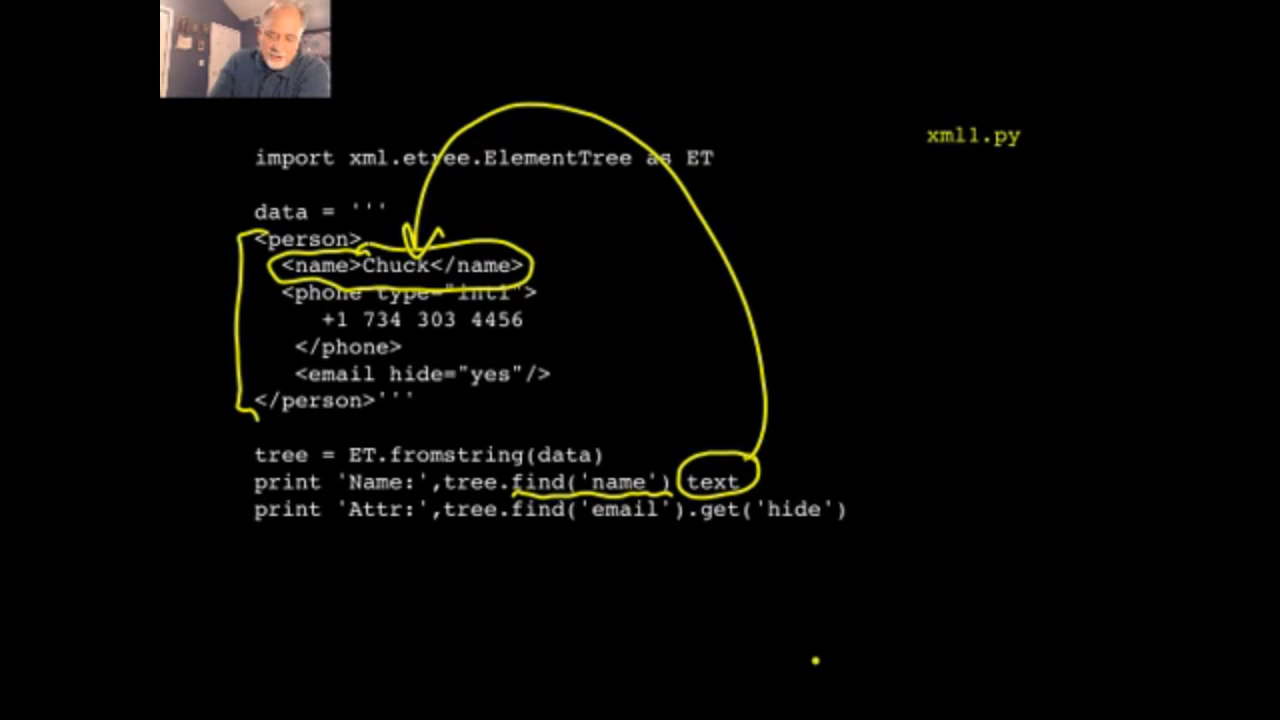 xml1.py
import xml.etree.ElementTree as ET
data = '''
<person>
<name>Chuck</name>
<phone type="intl">
+1 734 303 4456
</phone>
<email hide="yes"/>
</person>'''
tree = ET.fromstring(data)
print 'Name:',tree.find('name').text
print 'Attr:',tree.find('email').get('hide')